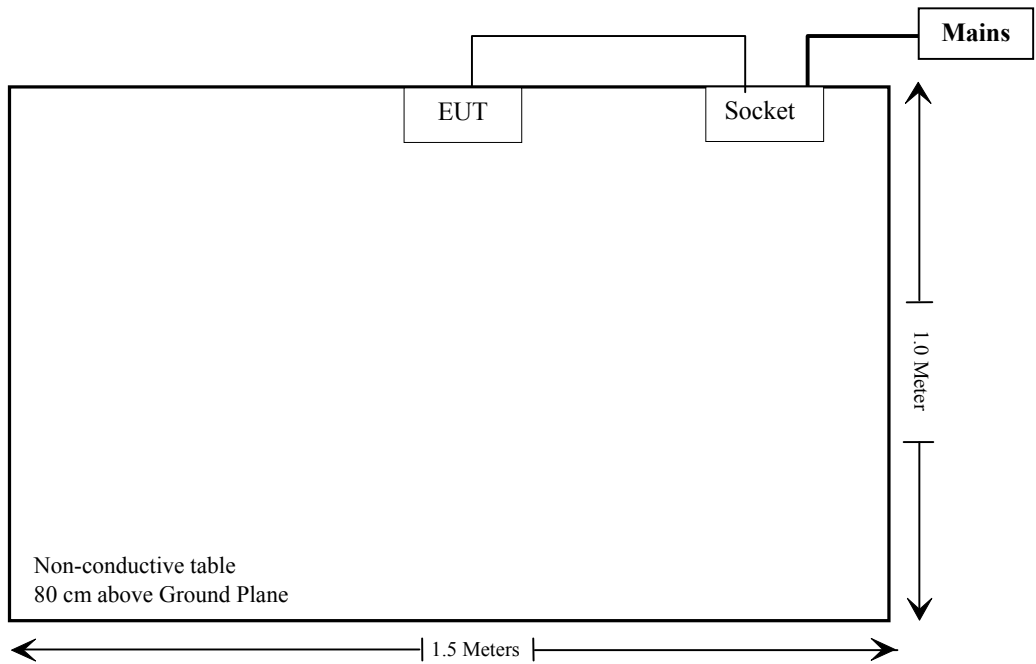 Mains
EUT
Socket
1.0 Meter
Non-conductive table
80 cm above Ground Plane
1.5 Meters